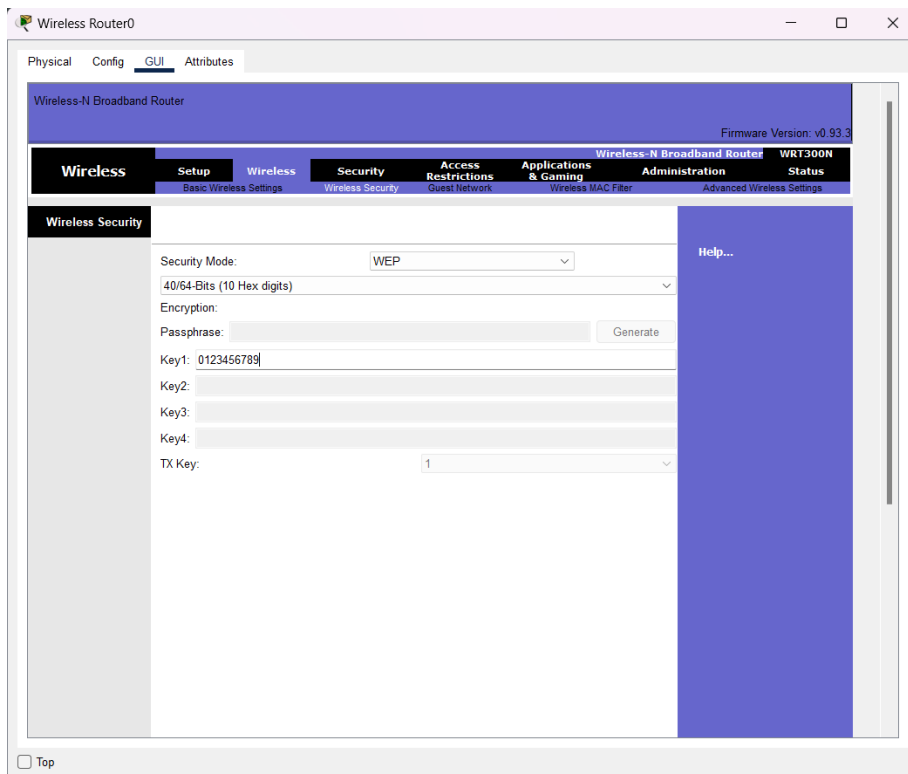 Wireless Router0
Physical Config GUI Attributes
Wireless-N Broadband Router
Firmware Version: v0.93.3
Wireless-N Broadband Router WRT300N
Wireless Setup Wireless Security Access Restrictions Applications & Gaming Administration Status
Basic Wireless Settings Wireless Security Guest Network Wireless MAC Filter Advanced Wireless Settings
Wireless Security
Help...
Security Mode: WEP
40/64-Bits (10 Hex digits)
Encryption:
Passphrase: Generate
Key1: 0123456789
Key2:
Key3:
Key4:
TX Key: 1
Top